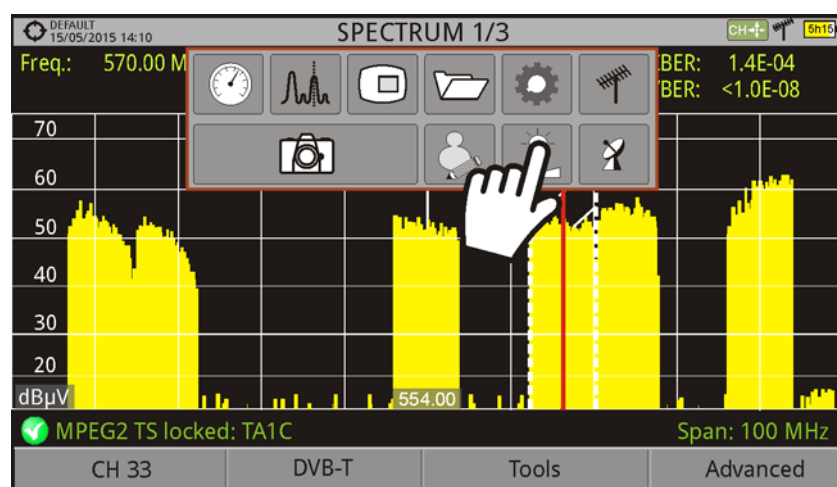 DEFAULT
15/05/2015 14:10
SPECTRUM 1/3
CH
5h15
Freq.: 570.00 M
BER: 1.4E-04
BER: <1.0E-08
70
60
50
40
30
20
dBµV
554.00
MPEG2 TS locked: TA1C
Span: 100 MHz
CH 33
DVB-T
Tools
Advanced